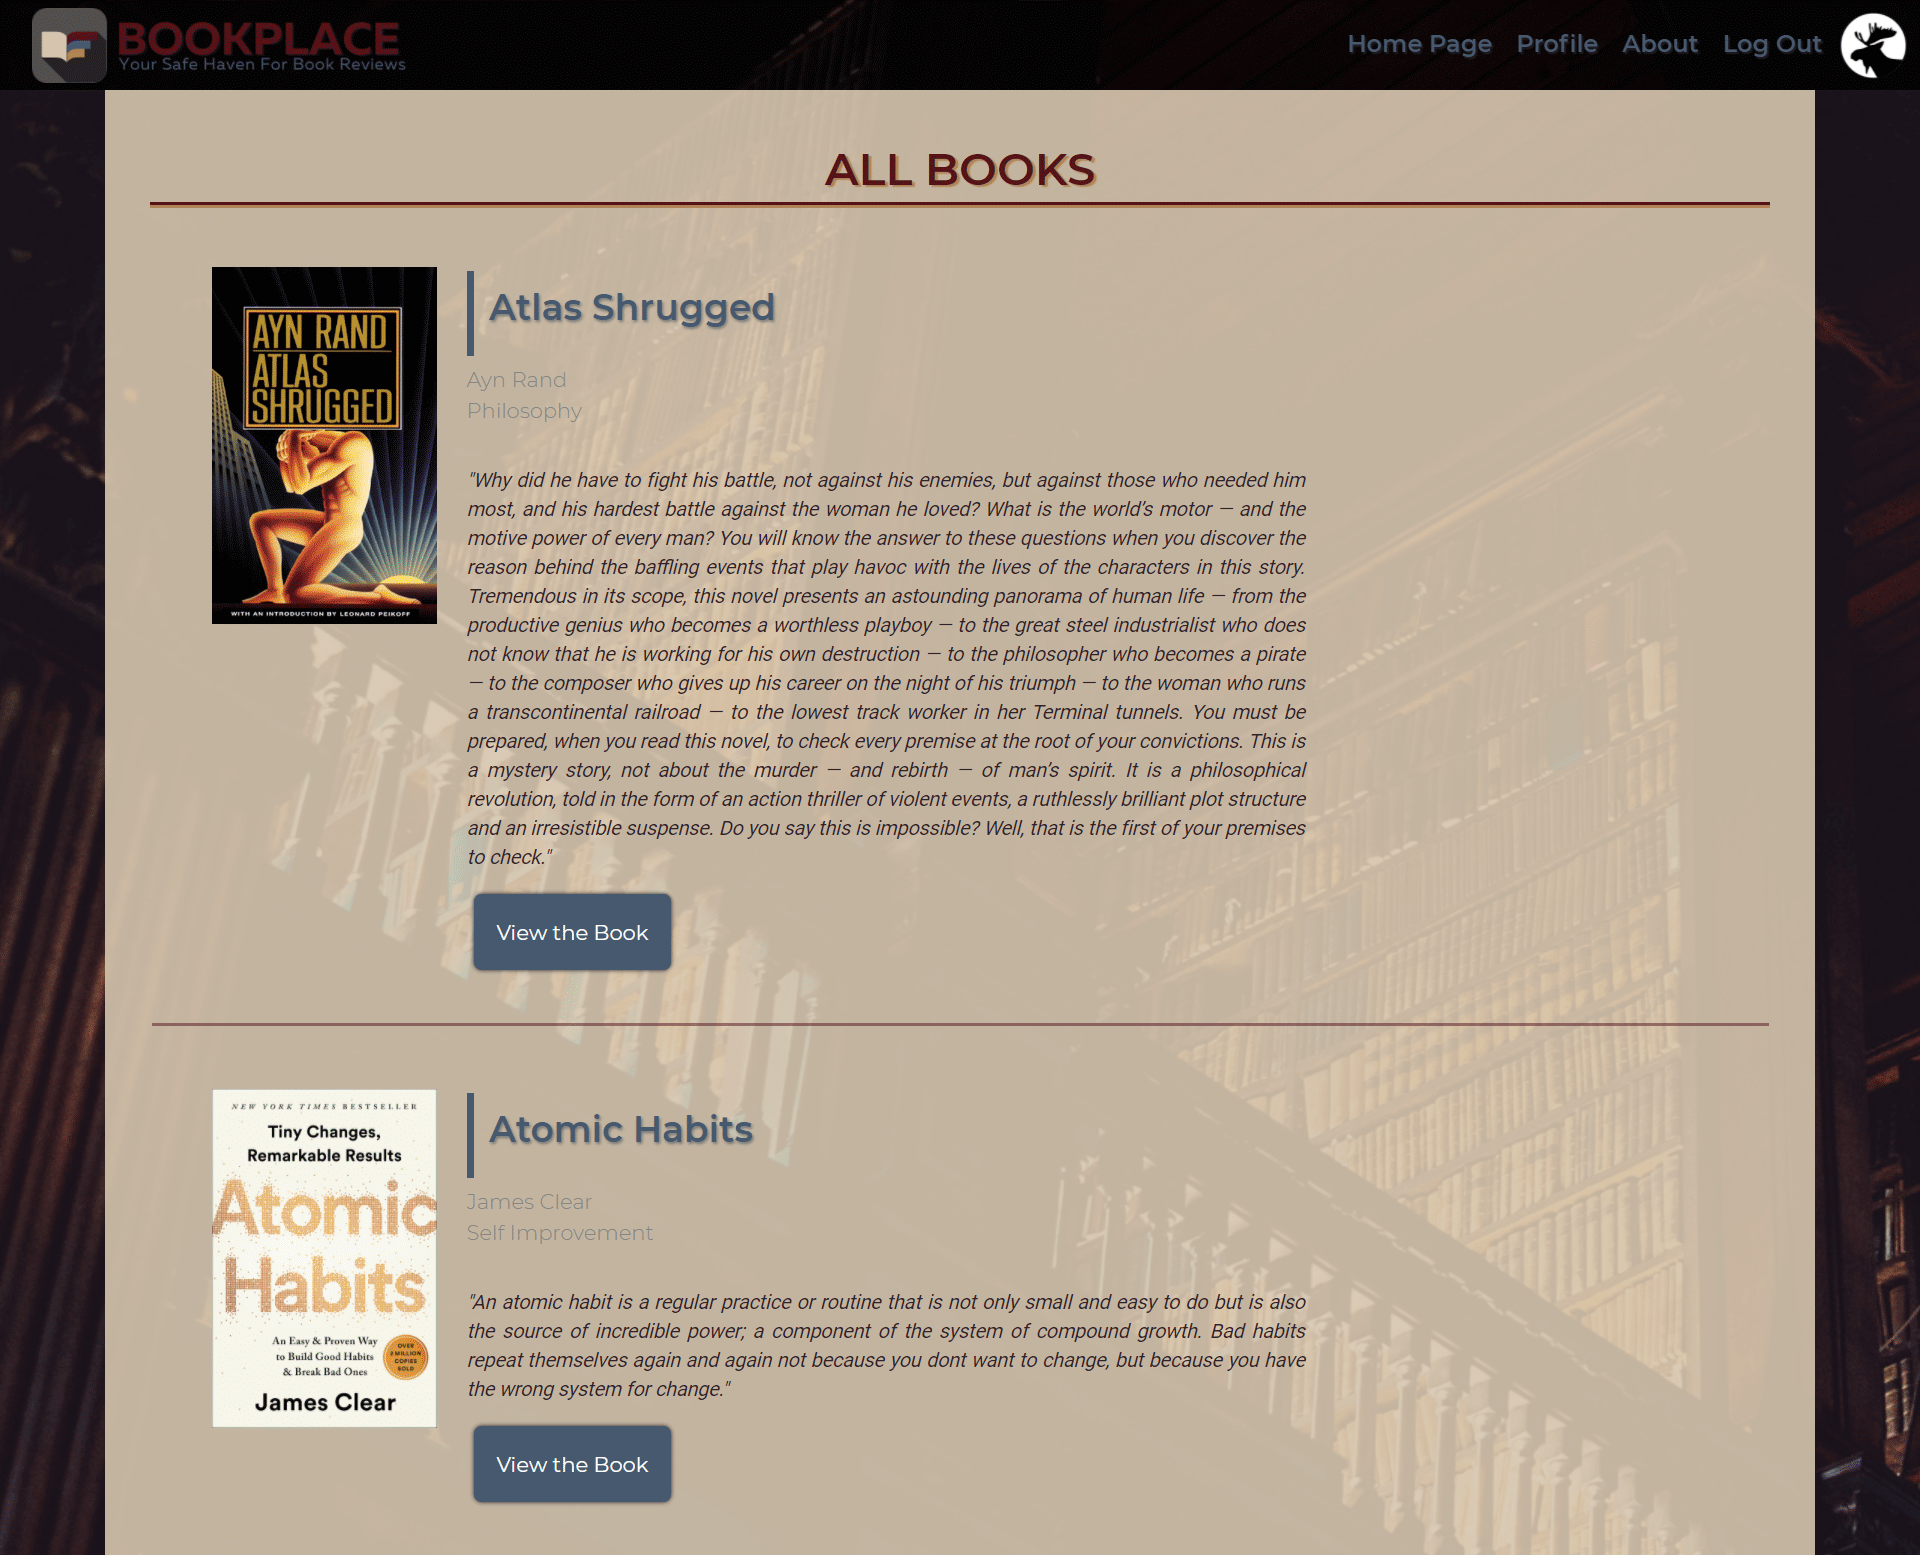 BOOKPLACE
Your Safe Haven For Book Reviews
Home Page
Profile
About
Log Out
ALL BOOKS
AYN RAND
ATLAS
SHRUGGED
WITH AN INTRODUCTION BY LEONARD PEIKOFF
Atlas Shrugged
Ayn Rand
Philosophy
"Why did he have to fight his battle, not against his enemies, but against those who needed him
most, and his hardest battle against the woman he loved? What is the world’s motor — and the
motive power of every man? You will know the answer to these questions when you discover the
reason behind the baffling events that play havoc with the lives of the characters in this story.
Tremendous in its scope, this novel presents an astounding panorama of human life — from the
productive genius who becomes a worthless playboy — to the great steel industrialist who does
not know that he is working for his own destruction — to the philosopher who becomes a pirate
— to the composer who gives up his career on the night of his triumph — to the woman who runs
a transcontinental railroad — to the lowest track worker in her Terminal tunnels. You must be
prepared, when you read this novel, to check every premise at the root of your convictions. This is
a mystery story, not about the murder — and rebirth — of man’s spirit. It is a philosophical
revolution, told in the form of an action thriller of violent events, a ruthlessly brilliant plot structure
and an irresistible suspense. Do you say this is impossible? Well, that is the first of your premises
to check."
View the Book
NEW YORK TIMES BESTSELLER
Tiny Changes,
Remarkable Results
Atomic
Habits
An Easy & Proven Way
to Build Good Habits
& Break Bad Ones
OVER
2 MILLION
COPIES
SOLD
James Clear
Atomic Habits
James Clear
Self Improvement
"An atomic habit is a regular practice or routine that is not only small and easy to do but is also
the source of incredible power; a component of the system of compound growth. Bad habits
repeat themselves again and again not because you dont want to change, but because you have
the wrong system for change."
View the Book